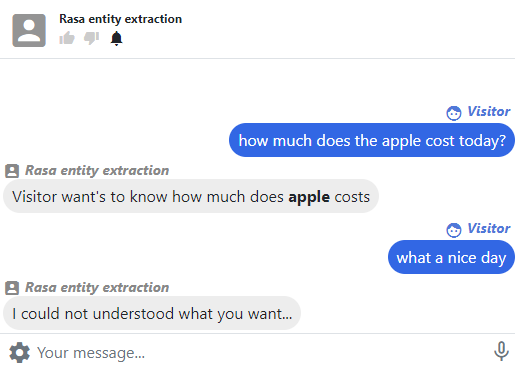 Rasa entity extraction
Visitor
how much does the apple cost today?
Rasa entity extraction
Visitor want's to know how much does apple costs
Visitor
what a nice day
Rasa entity extraction
I could not understood what you want...
Your message...